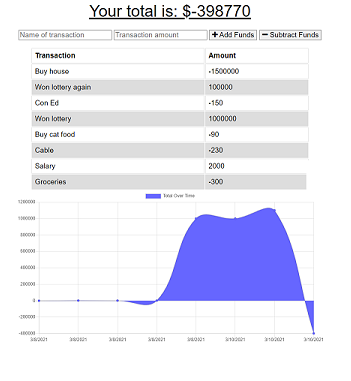 Your total is: $-398770
Name of transaction Transaction amount + Add Funds − Subtract Funds
Transaction Amount
Buy house -1500000
Won lottery again 100000
Con Ed -150
Won lottery 1000000
Buy cat food -90
Cable -230
Salary 2000
Groceries -300
Total Over Time
1200000
1000000
800000
600000
400000
200000
0
-200000
-400000
3/8/2021 3/8/2021 3/8/2021 3/8/2021 3/8/2021 3/10/2021 3/10/2021 3/10/2021